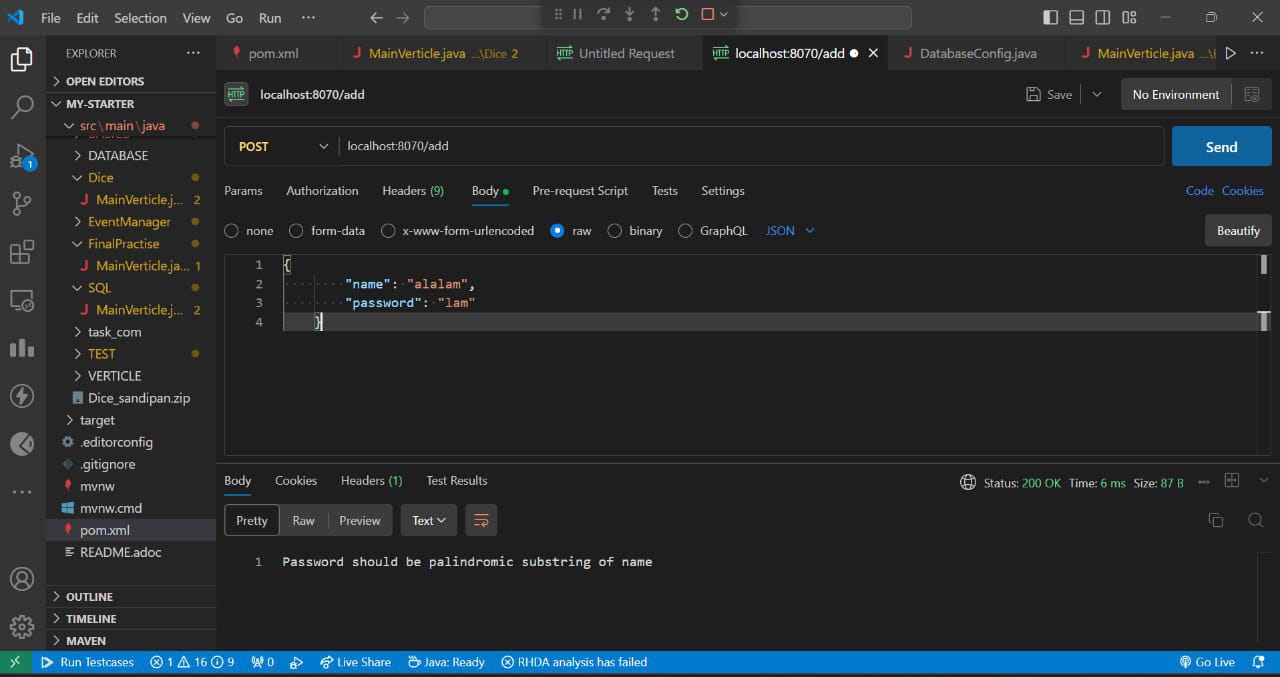 File Edit Selection View Go Run ···
EXPLORER ···
OPEN EDITORS
MY-STARTER
src\main\java
DATABASE
Dice
MainVerticle.j... 2
EventManager
FinalPractise
MainVerticle.ja... 1
SQL
MainVerticle.j... 2
task_com
TEST
VERTICLE
Dice_sandipan.zip
target
.editorconfig
.gitignore
mvnw
mvnw.cmd
pom.xml
README.adoc
OUTLINE
TIMELINE
MAVEN
1
pom.xml MainVerticle.java ...\Dice 2 HTTP Untitled Request HTTP localhost:8070/add DatabaseConfig.java MainVerticle.java
HTTP localhost:8070/add Save No Environment
POST localhost:8070/add Send
Params Authorization Headers (9) Body Pre-request Script Tests Settings Code Cookies
none form-data x-www-form-urlencoded raw binary GraphQL JSON Beautify
1 {
2 "name": "alalam",
3 "password": "lam"
4 }
Body Cookies Headers (1) Test Results Status: 200 OK Time: 6 ms Size: 87 B
Pretty Raw Preview Text
1 Password should be palindromic substring of name
Run Testcases 1 16 9 0 Live Share Java: Ready RHDA analysis has failed Go Live